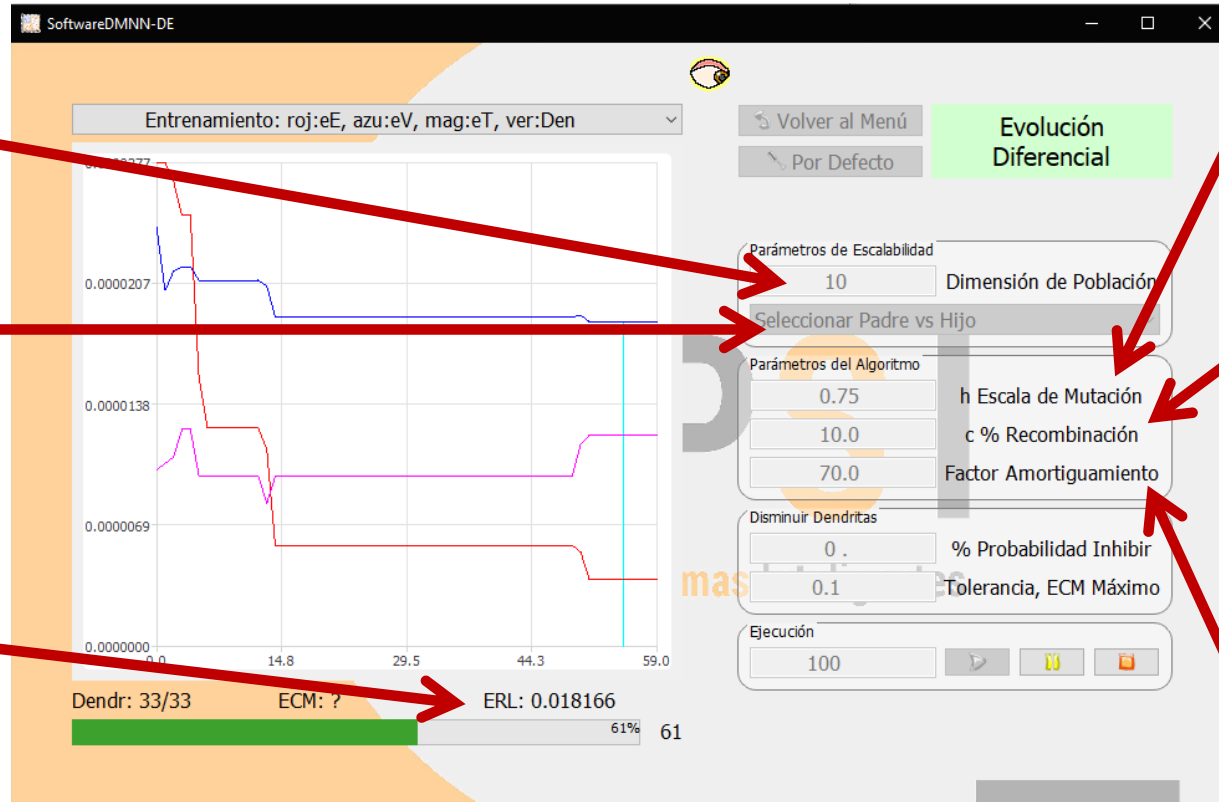 SoftwareDMNN-DE
Entrenamiento: roj:eE, azu:eV, mag:eT, ver:Den
Volver al Menú
Por Defecto
Evolución
Diferencial
0.0000207
0.0000138
0.0000069
0.0000000
0.0
14.8
29.5
44.3
59.0
Dendr: 33/33
ECM: ?
ERL: 0.018166
61%
61
Parámetros de Escalabilidad
10
Dimensión de Población
Seleccionar Padre vs Hijo
Parámetros del Algoritmo
0.75
h Escala de Mutación
10.0
c % Recombinación
70.0
Factor Amortiguamiento
Disminuir Dendritas
0 .
% Probabilidad Inhibir
0.1
Tolerancia, ECM Máximo
Ejecución
100